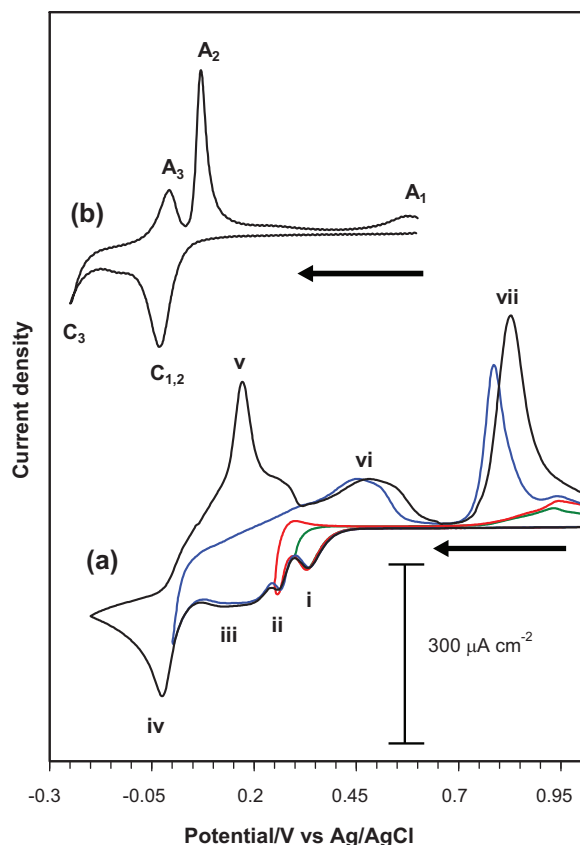 A2
A3
A1
(b)
vii
C3
C1,2
v
vi
(a)
i
ii
iii
iv
300 μA cm-2
Current density
-0.3 -0.05 0.2 0.45 0.7 0.95
Potential/V vs Ag/AgCl